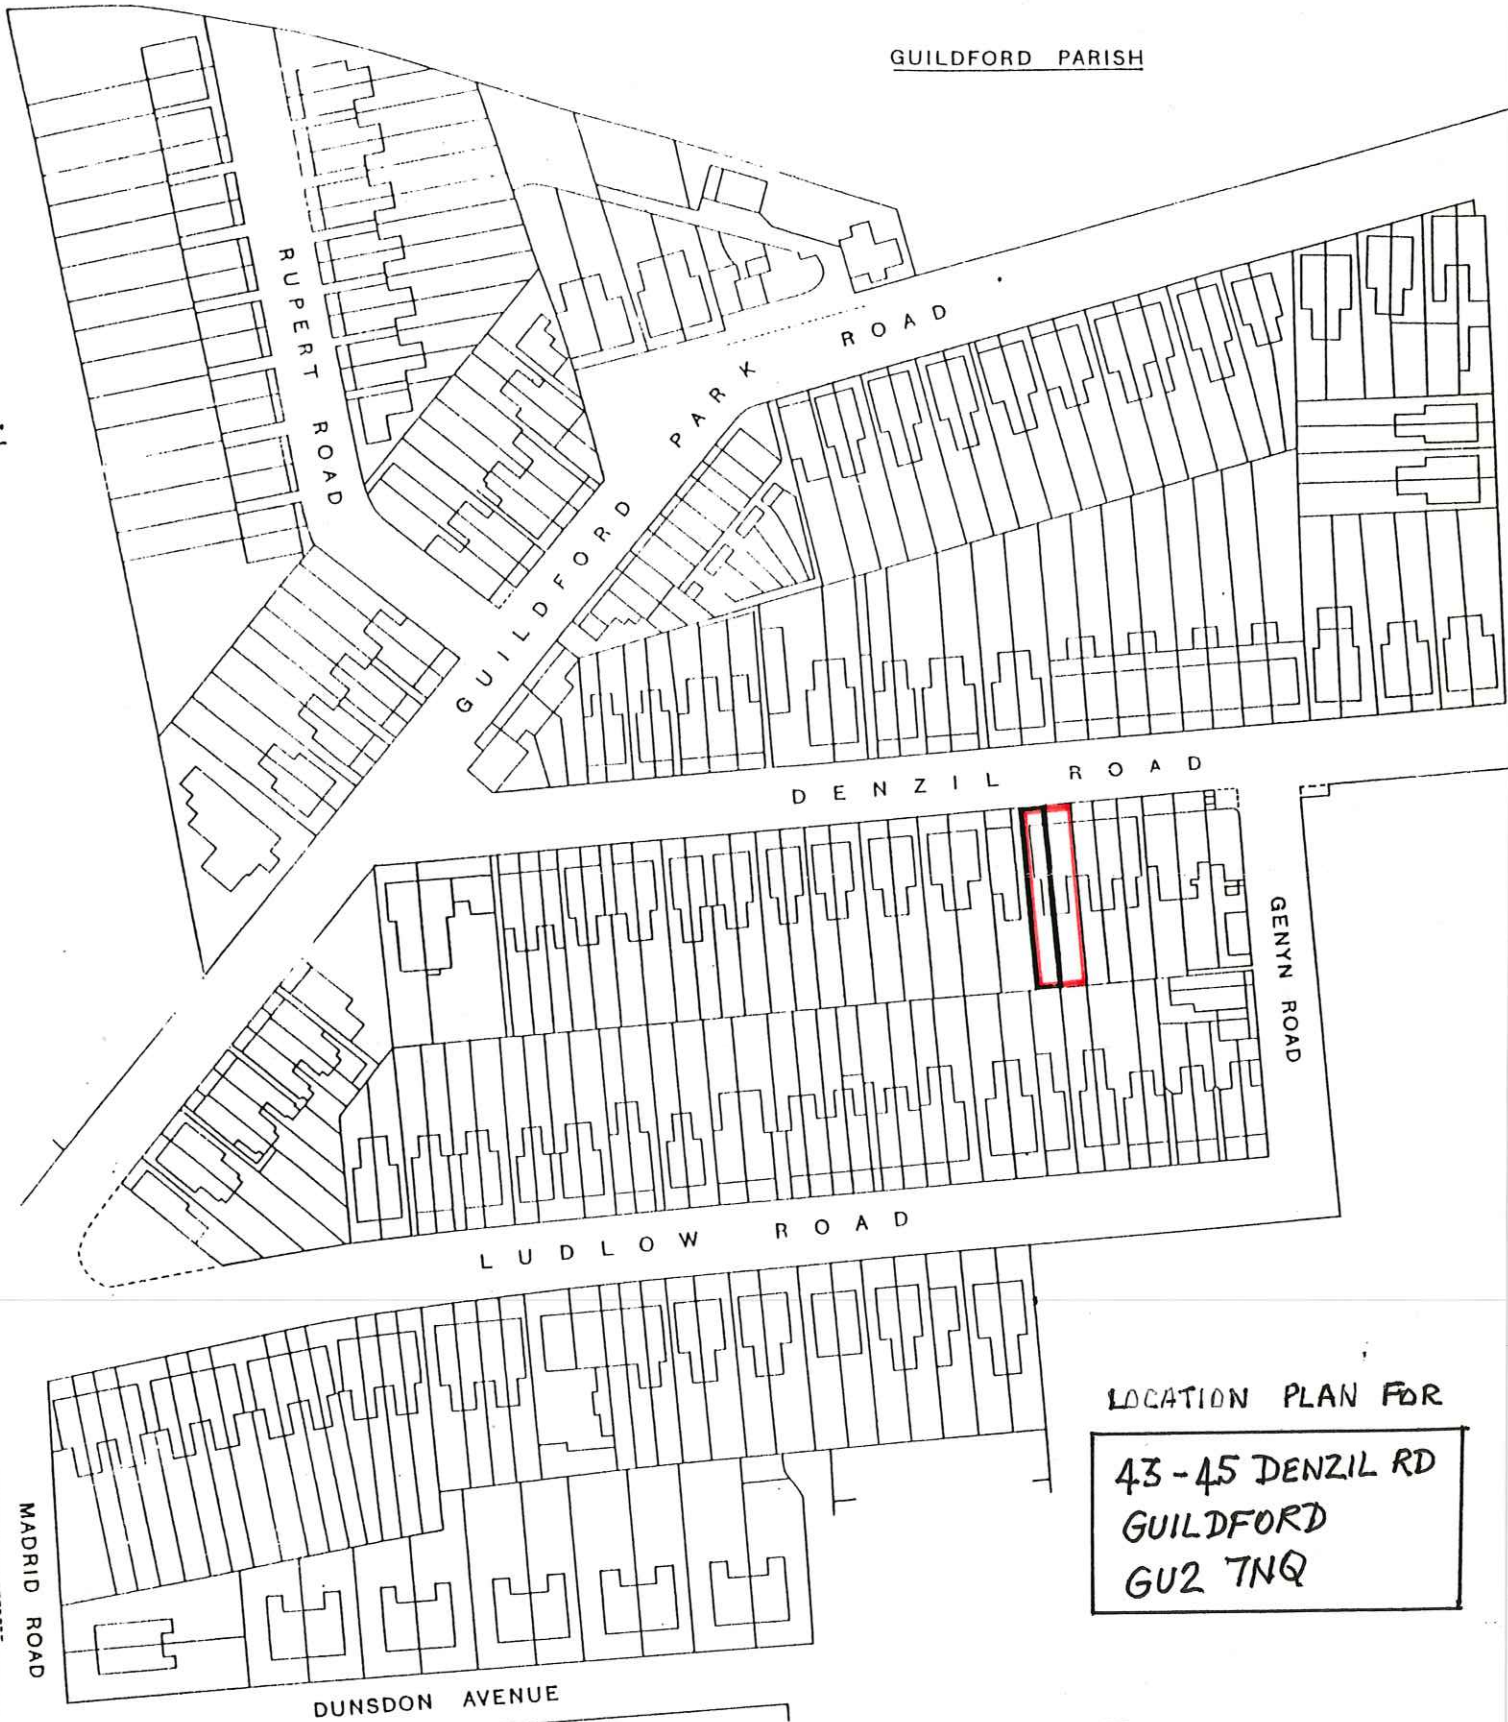 GUILDFORD PARISH
RUPERT ROAD
GUILDFORD PARK ROAD
DENZIL ROAD
GENYN ROAD
LUDLOW ROAD
LOCATION PLAN FOR
43-45 DENZIL RD
GUILDFORD
GU2 7NQ
MADRID ROAD
DUNSDON AVENUE